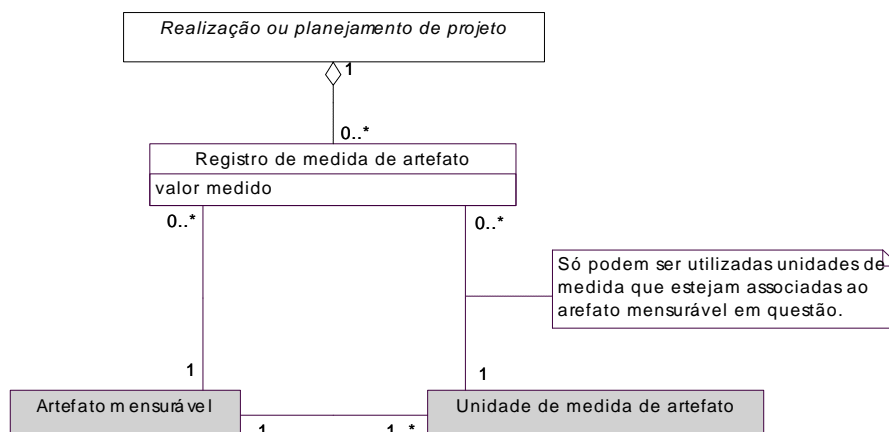 Realização ou planejamento de projeto
1
0..*
Registro de medida de artefato
valor medido
0..*
0..*
Só podem ser utilizadas unidades de
medida que estejam associadas ao
arefato mensurável em questão.
1
1
Artefato mensurável
Unidade de medida de artefato
1
1..*